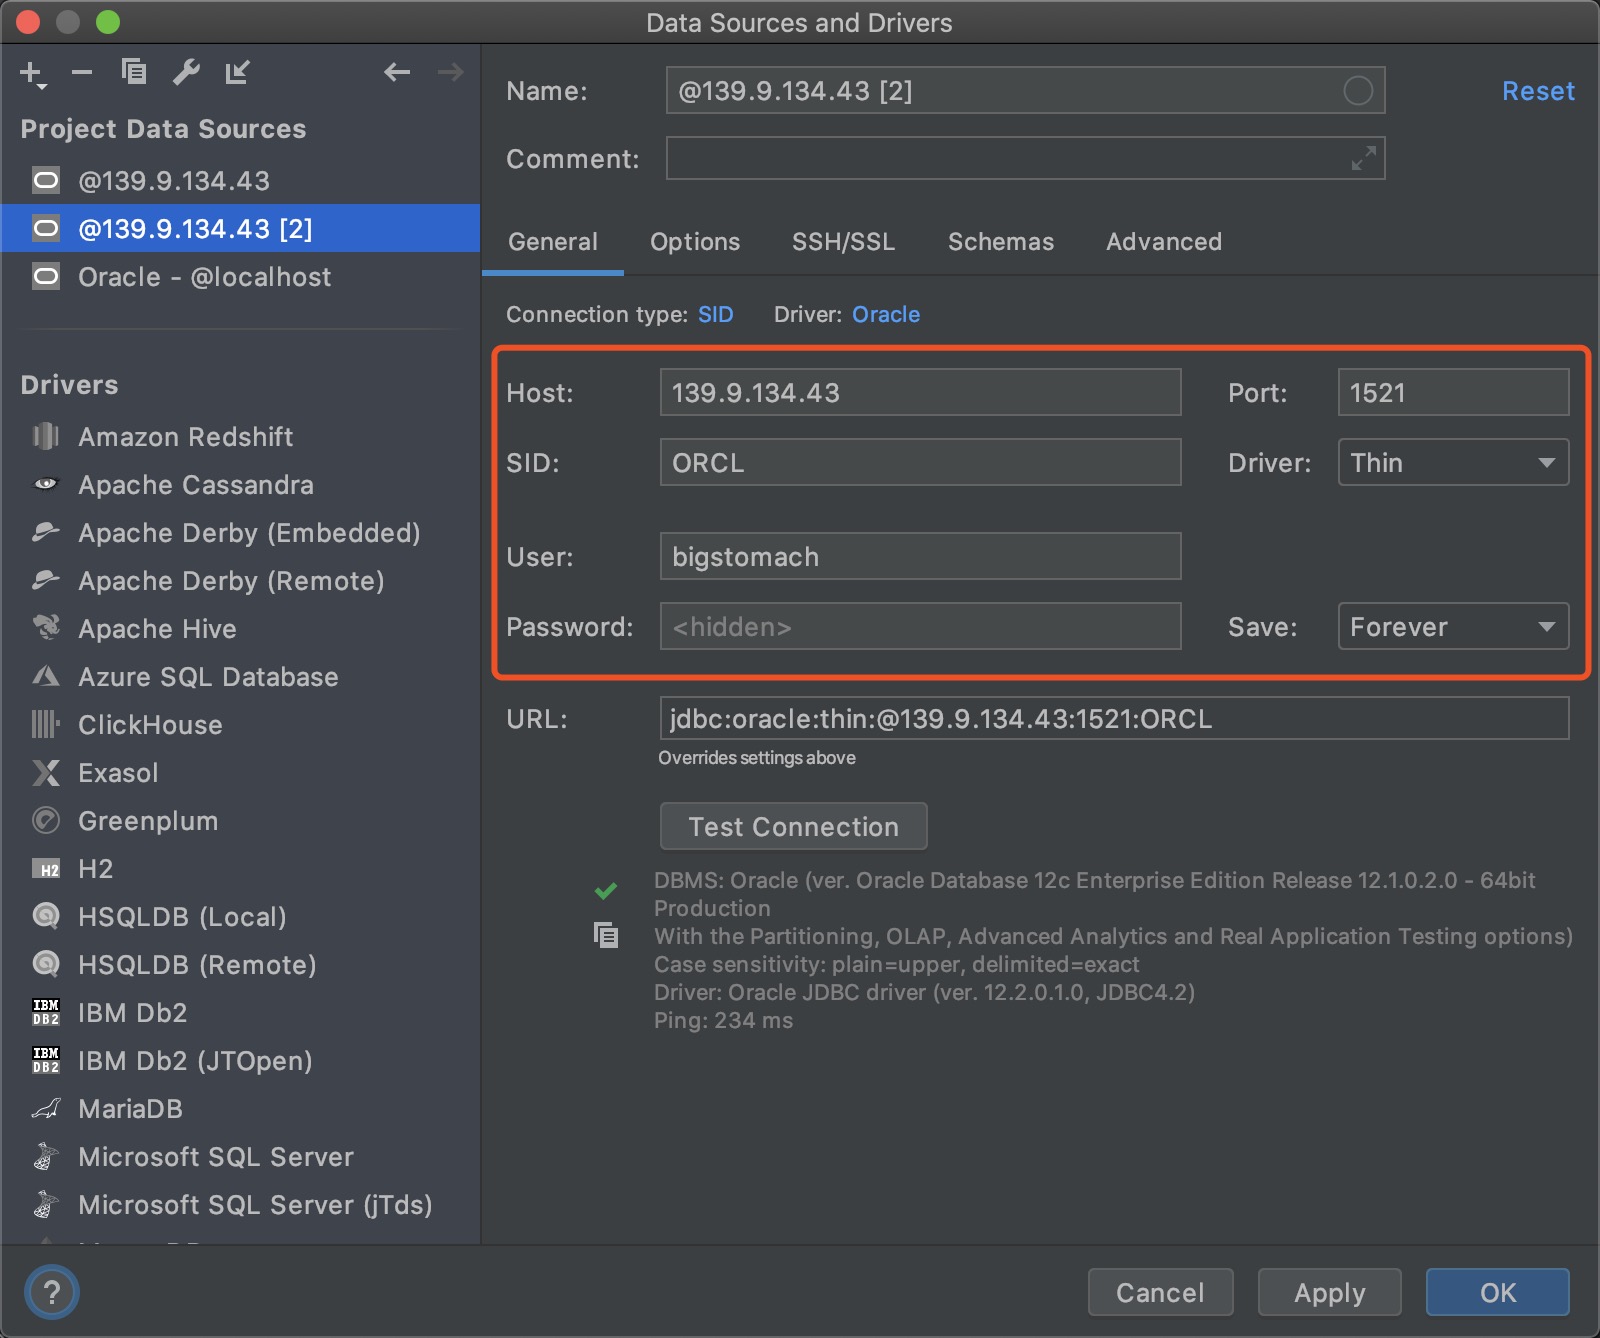 Data Sources and Drivers
Project Data Sources
@139.9.134.43
@139.9.134.43 [2]
Oracle - @localhost
Drivers
Amazon Redshift
Apache Cassandra
Apache Derby (Embedded)
Apache Derby (Remote)
Apache Hive
Azure SQL Database
ClickHouse
Exasol
Greenplum
H2 H2
HSQLDB (Local)
HSQLDB (Remote)
IBM DB2 IBM Db2
IBM DB2 IBM Db2 (JTOpen)
MariaDB
Microsoft SQL Server
Microsoft SQL Server (jTds)
Name: @139.9.134.43 [2] Reset
Comment:
General Options SSH/SSL Schemas Advanced
Connection type: SID Driver: Oracle
Host: 139.9.134.43 Port: 1521
SID: ORCL Driver: Thin
User: bigstomach
Password: <hidden> Save: Forever
URL: jdbc:oracle:thin:@139.9.134.43:1521:ORCL
Overrides settings above
Test Connection
DBMS: Oracle (ver. Oracle Database 12c Enterprise Edition Release 12.1.0.2.0 - 64bit
Production
With the Partitioning, OLAP, Advanced Analytics and Real Application Testing options)
Case sensitivity: plain=upper, delimited=exact
Driver: Oracle JDBC driver (ver. 12.2.0.1.0, JDBC4.2)
Ping: 234 ms
? Cancel Apply OK